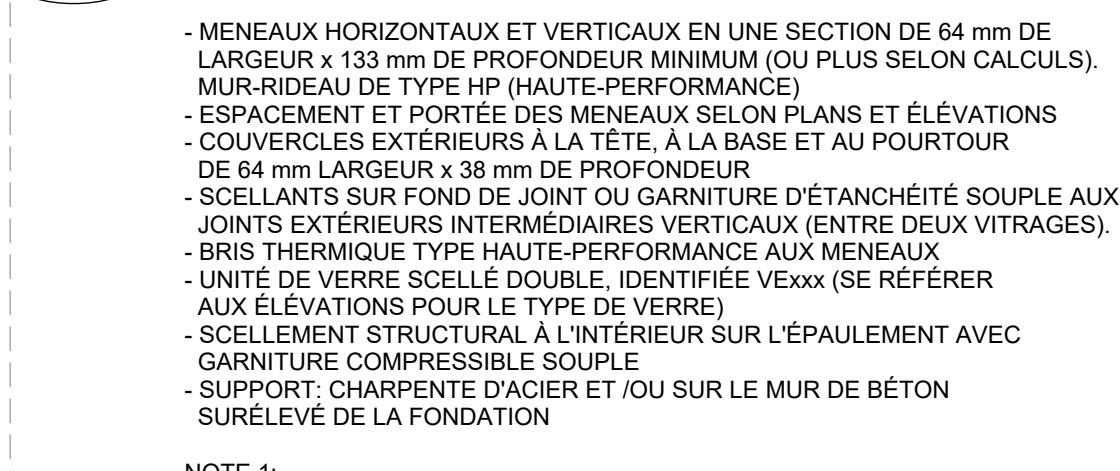 - MENEAUX HORIZONTAUX ET VERTICAUX EN UNE SECTION DE 64 mm DE
LARGEUR x 133 mm DE PROFONDEUR MINIMUM (OU PLUS SELON CALCULS).
MUR-RIDEAU DE TYPE HP (HAUTE-PERFORMANCE)
- ESPACEMENT ET PORTÉE DES MENEAUX SELON PLANS ET ÉLÉVATIONS
- COUVERCLES EXTÉRIEURS À LA TÊTE, À LA BASE ET AU POURTOUR
DE 64 mm LARGEUR x 38 mm DE PROFONDEUR
- SCELLANTS SUR FOND DE JOINT OU GARNITURE D'ÉTANCHÉITÉ SOUPLE AUX
JOINTS EXTÉRIEURS INTERMÉDIAIRES VERTICAUX (ENTRE DEUX VITRAGES).
- BRIS THERMIQUE TYPE HAUTE-PERFORMANCE AUX MENEAUX
- UNITÉ DE VERRE SCELLÉ DOUBLE, IDENTIFIÉE VExxx (SE RÉFÉRER
AUX ÉLÉVATIONS POUR LE TYPE DE VERRE)
- SCELLEMENT STRUCTURAL À L'INTÉRIEUR SUR L'ÉPAULEMENT AVEC
GARNITURE COMPRESSIBLE SOUPLE
- SUPPORT: CHARPENTE D'ACIER ET /OU SUR LE MUR DE BÉTON
SURÉLEVÉ DE LA FONDATION
NOTE 1: